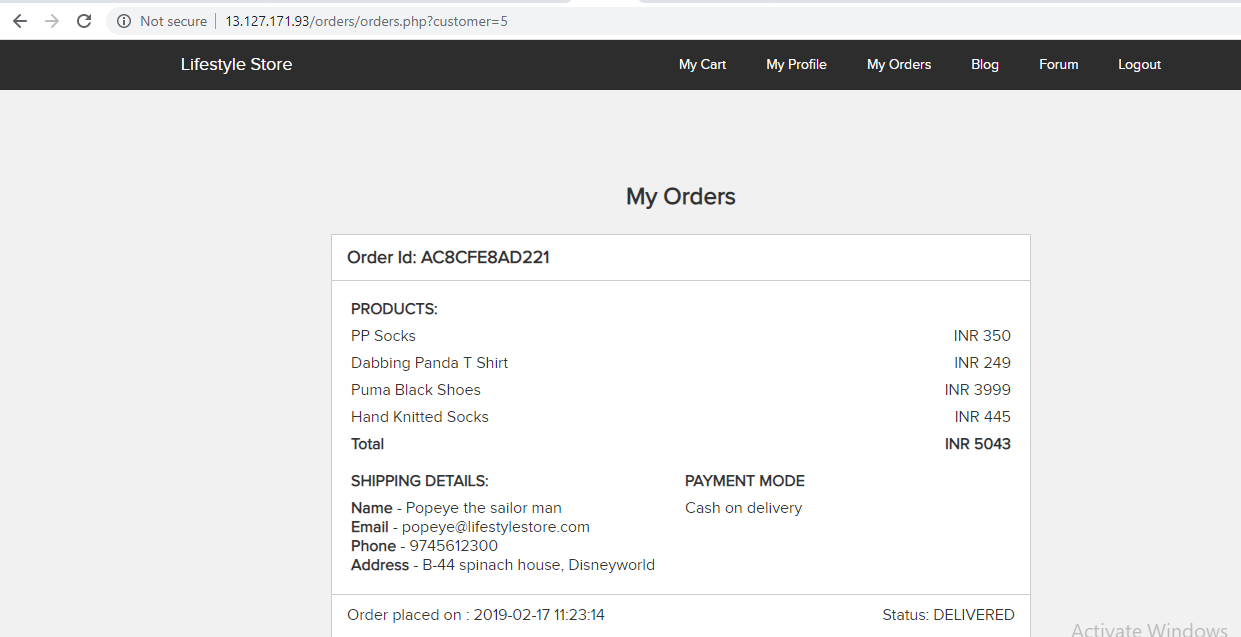 Not secure | 13.127.171.93/orders/orders.php?customer=5
Lifestyle Store My Cart My Profile My Orders Blog Forum Logout
My Orders
Order Id: AC8CFE8AD221
PRODUCTS:
PP Socks INR 350
Dabbing Panda T Shirt INR 249
Puma Black Shoes INR 3999
Hand Knitted Socks INR 445
Total INR 5043
SHIPPING DETAILS: PAYMENT MODE
Name - Popeye the sailor man Cash on delivery
Email - popeye@lifestylestore.com
Phone - 9745612300
Address - B-44 spinach house, Disneyworld
Order placed on : 2019-02-17 11:23:14 Status: DELIVERED
Activate Windows